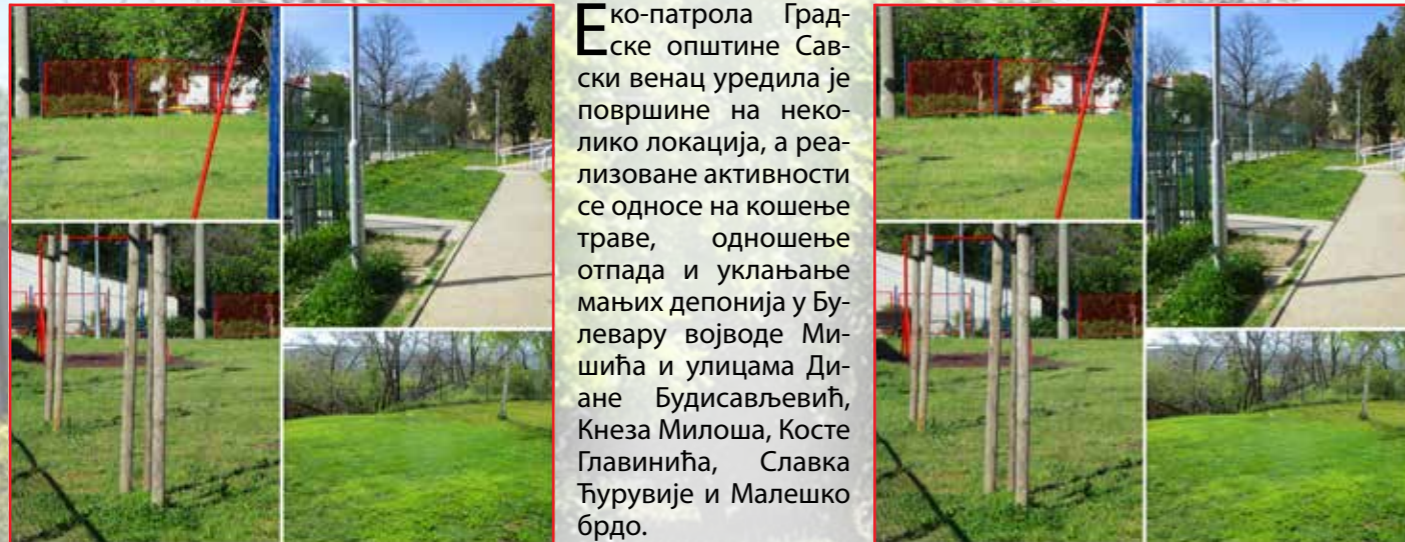 Еко-патрола Град-
ске општине Сав-
ски венац уредила је
површине на неко-
лико локација, а реа-
лизоване активности
се односе на кошење
траве, одношење
отпада и уклањање
мањих депонија у Бу-
левару војводе Ми-
шића и улицама Ди-
ане Будисављевић,
Кнеза Милоша, Косте
Главинића, Славка
Ћурувије и Малешко
брдо.